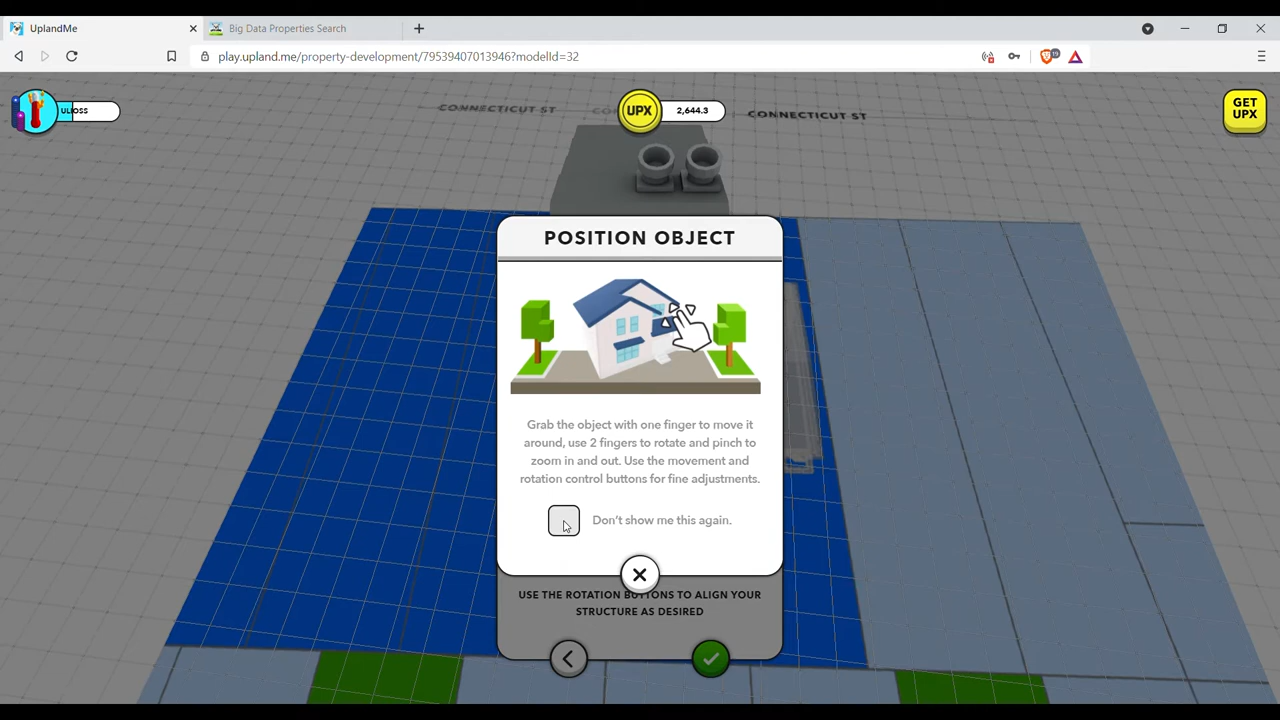 UplandMe
Big Data Properties Search
play.upland.me/property-development/79539407013946?modelId=32
19
CONNECTICUT ST
CONNECTICUT ST
UPX
2,644.3
GET
UPX
POSITION OBJECT
Grab the object with one finger to move it
around, use 2 fingers to rotate and pinch to
zoom in and out. Use the movement and
rotation control buttons for fine adjustments.
Don't show me this again.
USE THE ROTATION BUTTONS TO ALIGN YOUR
STRUCTURE AS DESIRED